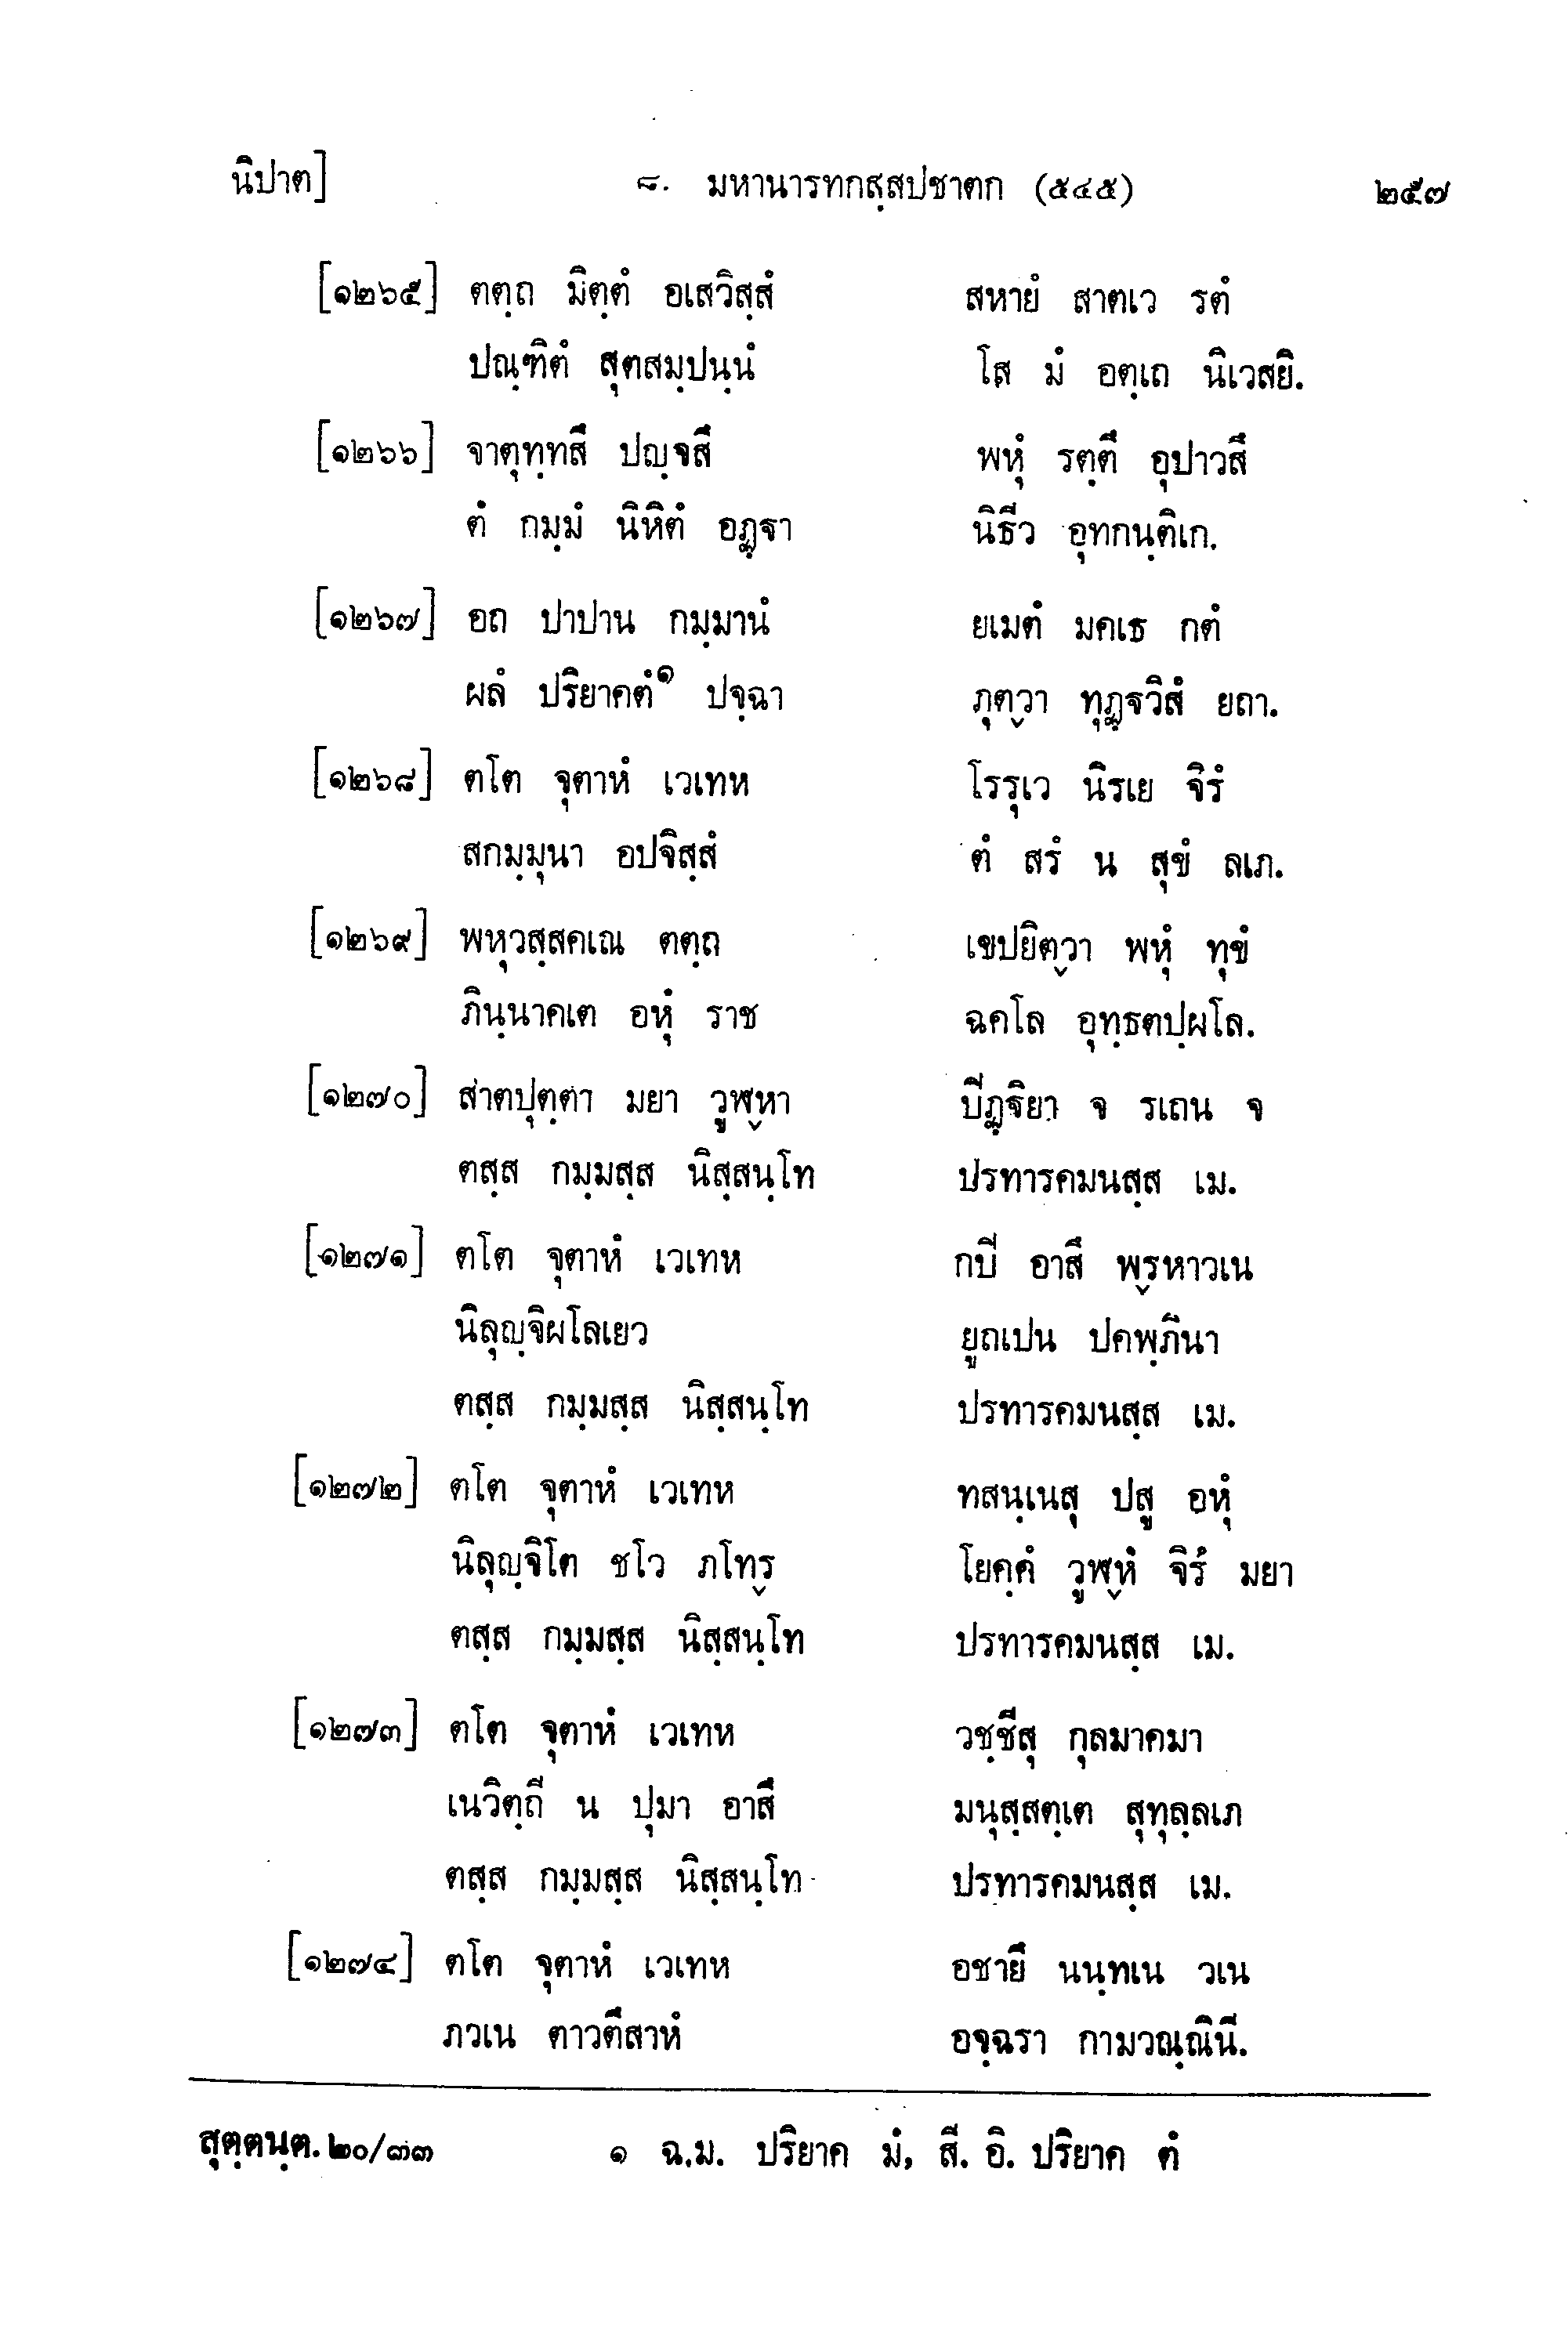 นิปาต] ๘. มหานารทกสฺสปชาตก (๕๔๕) ๒๕๗
[๑๒๖๕] ตตฺถ มิตฺตํ อเสวิสฺสํ สหายํ สาตเว รตํ
ปณฺฑิตํ สุตสมฺปนฺนํ โส มํ อตฺเถ นิเวสยิ.
[๑๒๖๖] จาตุทฺทสึ ปญฺจสึ พหุํ รตฺตึ อุปาวสึ
ตํ กมฺมํ นิหิตํ อฏฺฐา นิธีว อุทกนฺติเก.
[๑๒๖๗] อถ ปาปาน กมฺมานํ ยเมตํ มคเธ กตํ
ผลํ ปริยาคตํ๑ ปจฺฉา ภุตฺวา ทุฏฺฐวิสํ ยถา.
[๑๒๖๘] ตโต จุตาหํ เวเทห โรรุเว นิรเย จิรํ
สกมฺมุนา อปจิสฺสํ ตํ สรํ น สุขํ ลเภ.
[๑๒๖๙] พหุวสฺสคเณ ตตฺถ เขปยิตฺวา พหุํ ทุขํ
ภินฺนาคเต อหุํ ราช ฉคโล อุทฺธตปฺผโล.
[๑๒๗๐] สาตปุตฺตา มยา วูฬฺหา ปีฏฺฐิยา จ รเถน จ
ตสฺส กมฺมสฺส นิสฺสนฺโท ปรทารคมนสฺส เม.
[๑๒๗๑] ตโต จุตาหํ เวเทห กปี อาสึ พฺรหาวเน
นิลุญฺจิผโลเยว ยูถเปน ปคพฺภินา
ตสฺส กมฺมสฺส นิสฺสนฺโท ปรทารคมนสฺส เม.
[๑๒๗๒] ตโต จุตาหํ เวเทห ทสนฺเนสุ ปสู อหุํ
นิลุญฺจิโต ชโว ภโทฺร โยคฺคํ วูฬฺหํ จิรํ มยา
ตสฺส กมฺมสฺส นิสฺสนฺโท ปรทารคมนสฺส เม.
[๑๒๗๓] ตโต จุตาหํ เวเทห วชฺชีสุ กุลมาคมา
เนวิตฺถี น ปุมา อาสึ มนุสฺสตฺเต สุทุลฺลเภ
ตสฺส กมฺมสฺส นิสฺสนฺโท ปรทารคมนสฺส เม.
[๑๒๗๔] ตโต จุตาหํ เวเทห อชายึ นนฺทเน วเน
ภวเน ตาวตึสาหํ อจฺฉรา กามวณฺณินี.
สุตฺตนฺต. ๒๐/๓๓ ๑ ฉ.ม. ปริยาค มํ, สี. อิ. ปริยาค ตํ